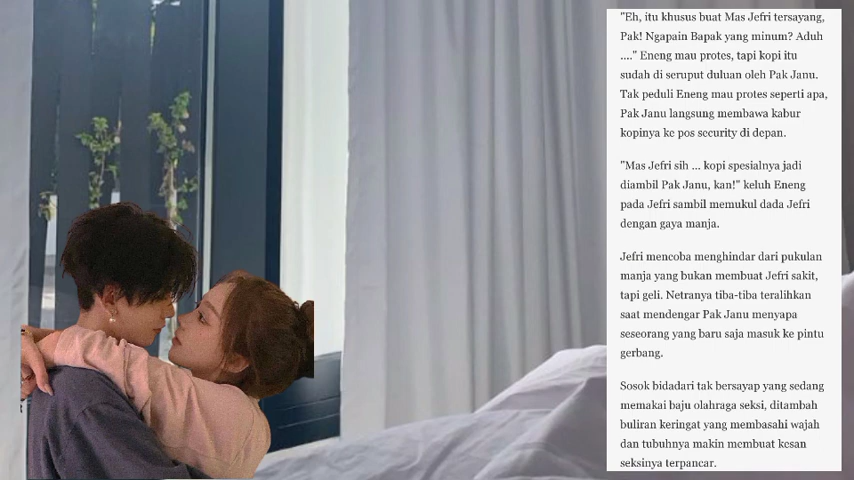 "Eh, itu khusus buat Mas Jefri tersayang,
Pak! Ngapain Bapak yang minum? Aduh
...." Eneng mau protes, tapi kopi itu
sudah di seruput duluan oleh Pak Janu.
Tak peduli Eneng mau protes seperti apa,
Pak Janu langsung membawa kabur
kopinya ke pos security di depan.
"Mas Jefri sih ... kopi spesialnya jadi
diambil Pak Janu, kan!" keluh Eneng
pada Jefri sambil memukul dada Jefri
dengan gaya manja.
Jefri mencoba menghindar dari pukulan
manja yang bukan membuat Jefri sakit,
tapi geli. Netranya tiba-tiba teralihkan
saat mendengar Pak Janu menyapa
seseorang yang baru saja masuk ke pintu
gerbang.
Sosok bidadari tak bersayap yang sedang
memakai baju olahraga seksi, ditambah
buliran keringat yang membasahi wajah
dan tubuhnya makin membuat kesan
seksinya terpancar.